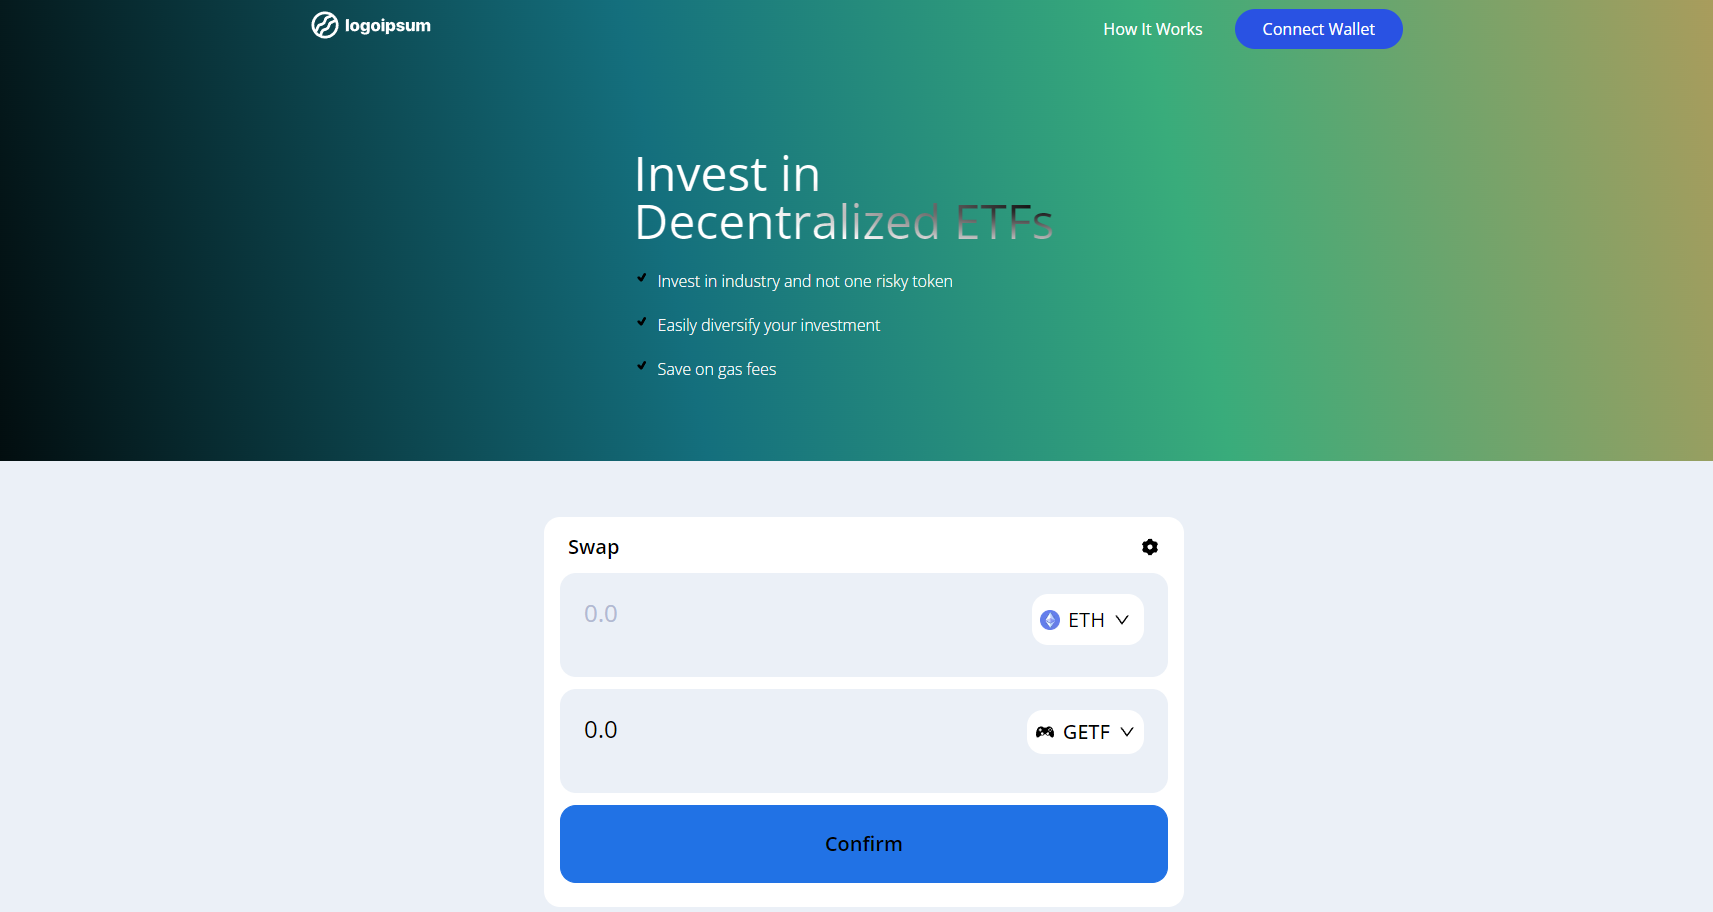 logoipsum
How It Works
Connect Wallet
Invest in
Decentralized ETFs
Invest in industry and not one risky token
Easily diversify your investment
Save on gas fees
Swap
0.0
ETH
0.0
GETF
Confirm